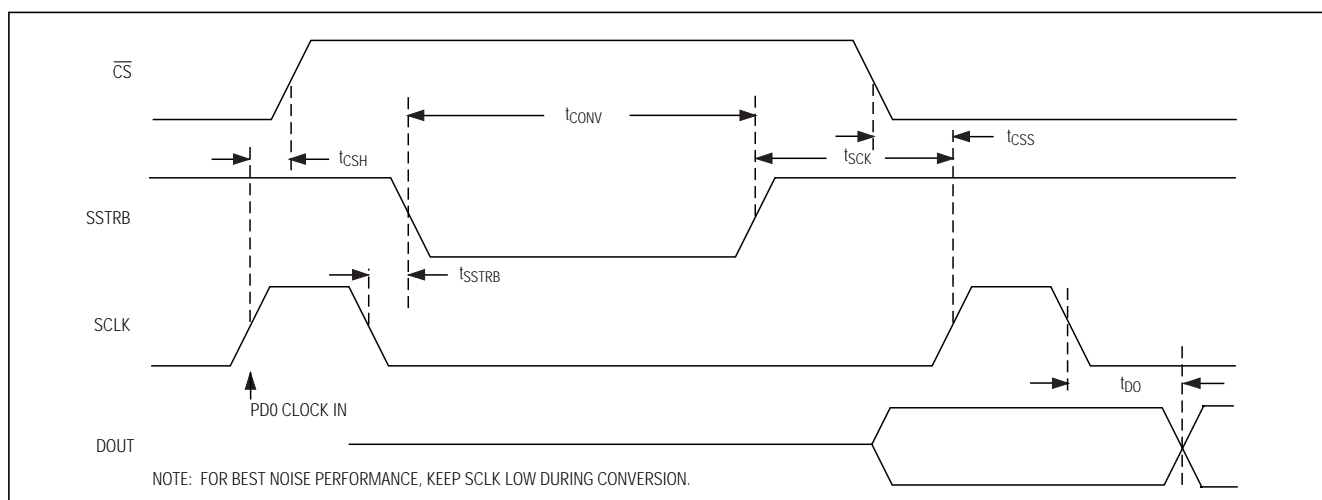 CS
tCONV
tCSH
tSCK
tCSS
SSTRB
tSSTRB
SCLK
PD0 CLOCK IN
tDO
DOUT
NOTE: FOR BEST NOISE PERFORMANCE, KEEP SCLK LOW DURING CONVERSION.